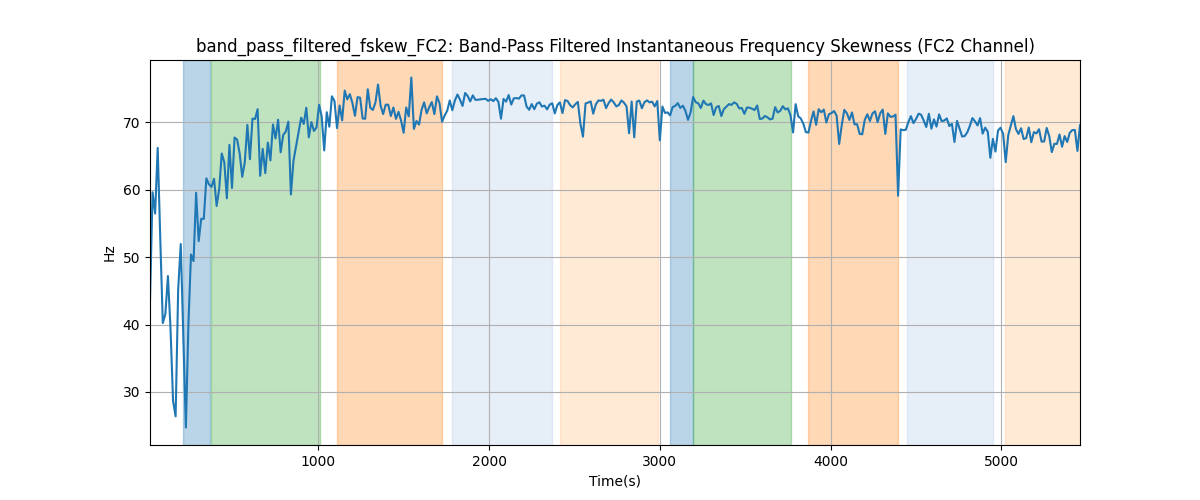 band_pass_filtered_fskew_FC2: Band-Pass Filtered Instantaneous Frequency Skewness (FC2 Channel)
Hz
70
60
50
40
30
1000 2000 3000 4000 5000
Time(s)